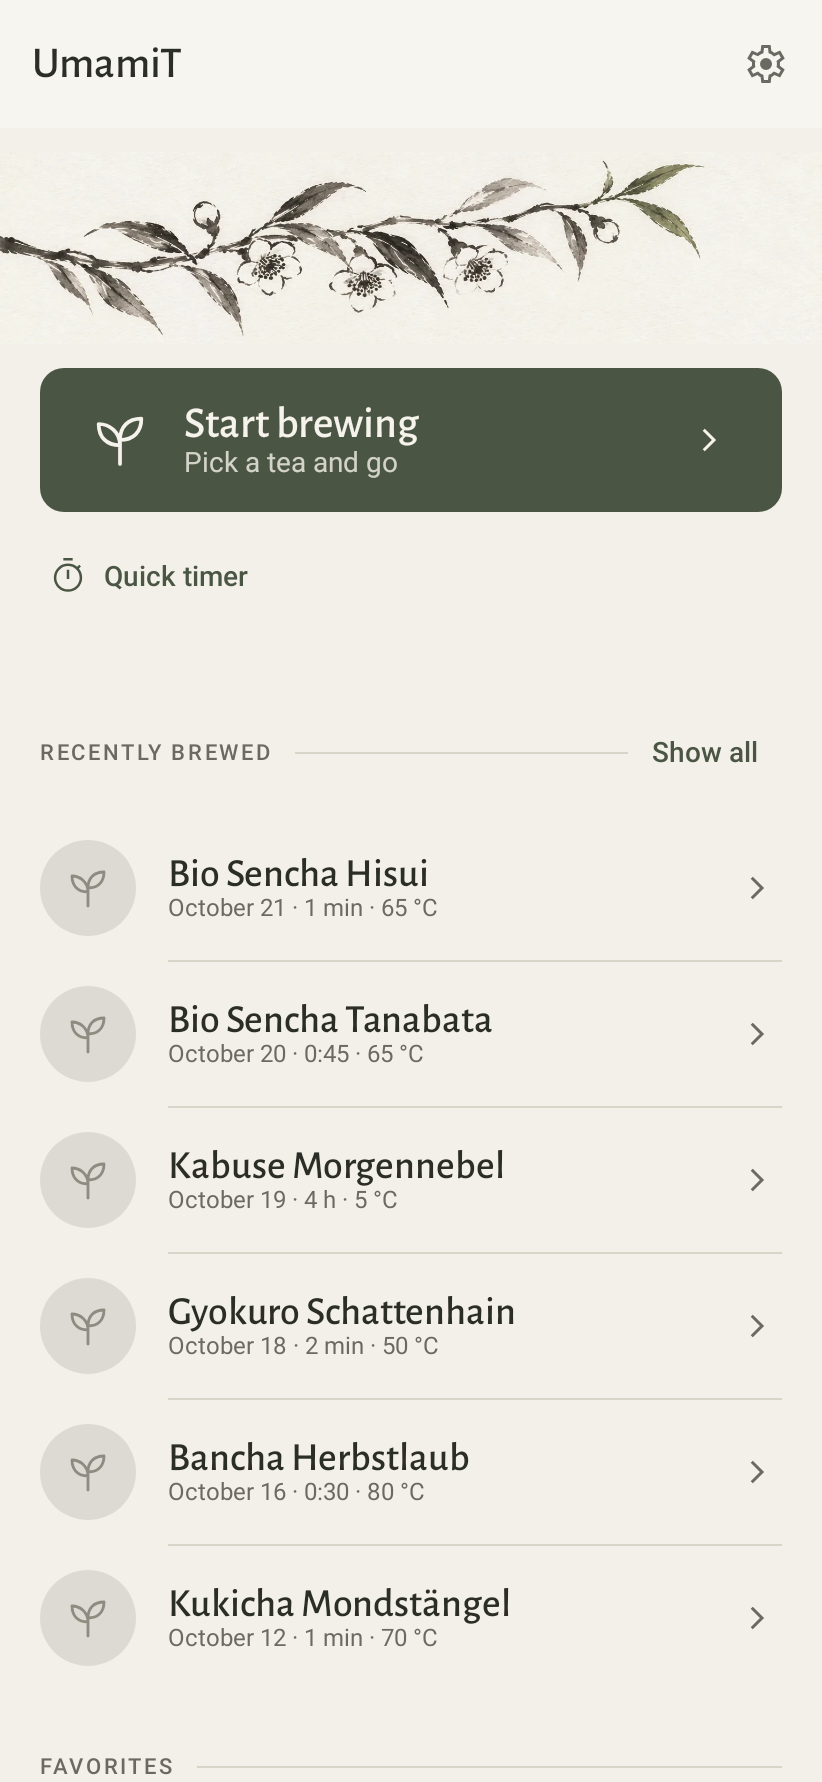 UmamiT
Start brewing
Pick a tea and go
Quick timer
RECENTLY BREWED
Show all
Bio Sencha Hisui
October 21 · 1 min · 65 °C
Bio Sencha Tanabata
October 20 · 0:45 · 65 °C
Kabuse Morgennebel
October 19 · 4 h · 5 °C
Gyokuro Schattenhain
October 18 · 2 min · 50 °C
Bancha Herbstlaub
October 16 · 0:30 · 80 °C
Kukicha Mondstängel
October 12 · 1 min · 70 °C
FAVORITES